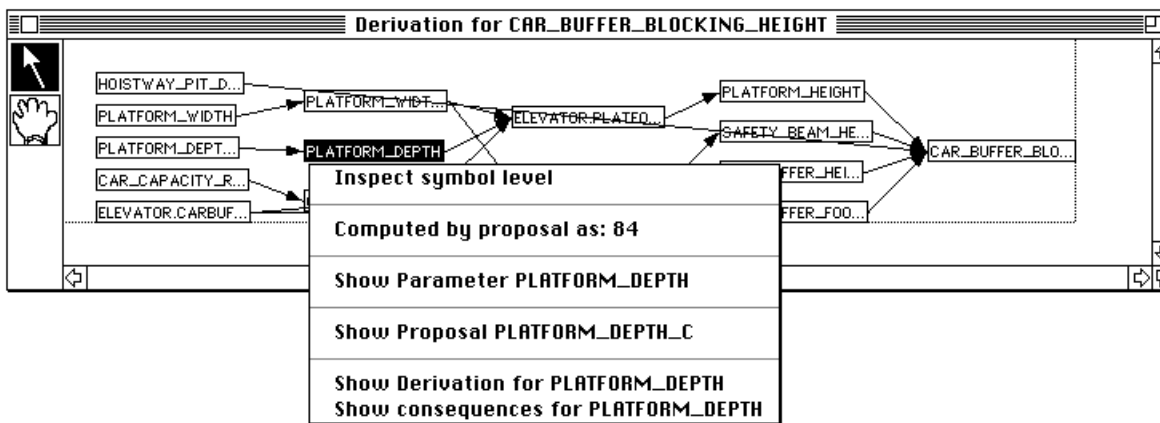 Derivation for CAR_BUFFER_BLOCKING_HEIGHT
HOISTWAY_PIT_D...
PLATFORM_WIDTH
PLATFORM_DEPT...
CAR_CAPACITY_R...
ELEVATOR.CARBUF...
PLATFORM_WIDT...
PLATFORM_DEPTH
ELEVATOR.PLATFO...
PLATFORM_HEIGHT
SAFETY_BEAM_HE...
FFER_HEI...
FFER_FOO...
CAR_BUFFER_BLO...
Inspect symbol level
Computed by proposal as: 84
Show Parameter PLATFORM_DEPTH
Show Proposal PLATFORM_DEPTH_C
Show Derivation for PLATFORM_DEPTH
Show consequences for PLATFORM_DEPTH